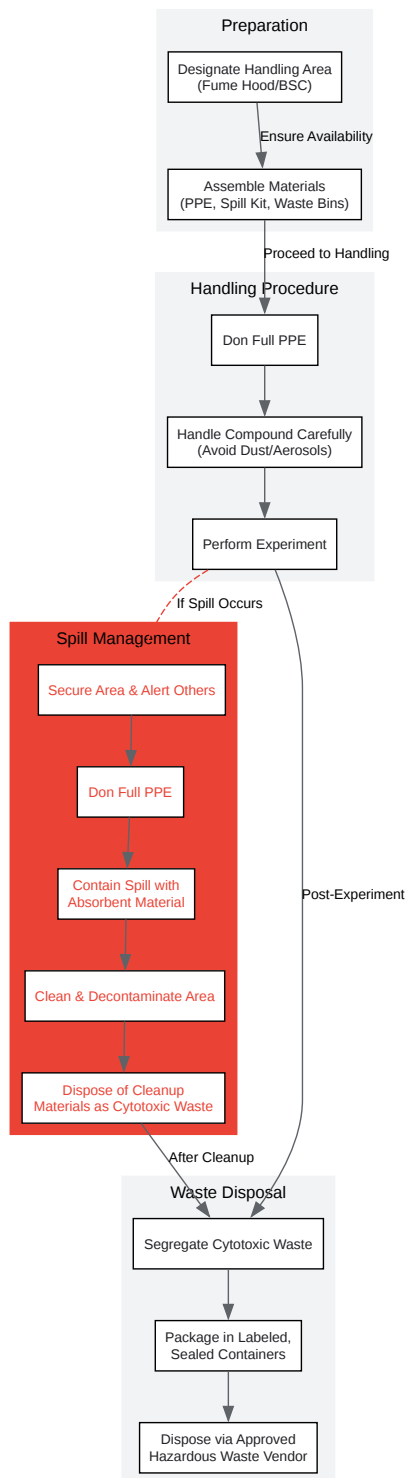 Preparation
Designate Handling Area
(Fume Hood/BSC)
Ensure Availability
Assemble Materials
(PPE, Spill Kit, Waste Bins)
Proceed to Handling
Handling Procedure
Don Full PPE
Handle Compound Carefully
(Avoid Dust/Aerosols)
Perform Experiment
If Spill Occurs
Spill Management
Secure Area & Alert Others
Don Full PPE
Contain Spill with
Absorbent Material
Post-Experiment
Clean & Decontaminate Area
Dispose of Cleanup
Materials as Cytotoxic Waste
After Cleanup
Waste Disposal
Segregate Cytotoxic Waste
Package in Labeled,
Sealed Containers
Dispose via Approved
Hazardous Waste Vendor